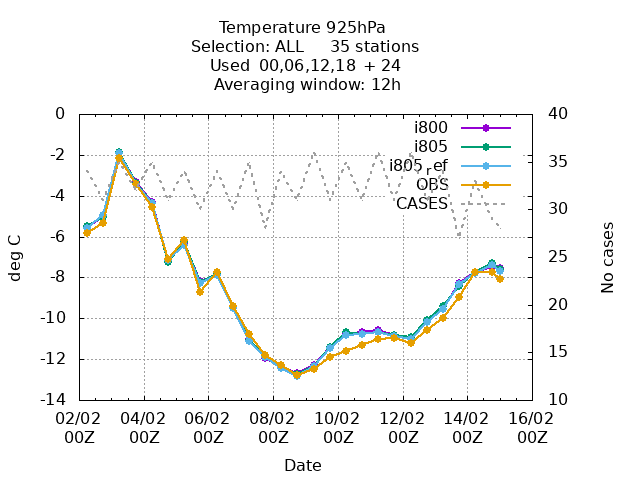 Temperature 925hPa
Selection: ALL 35 stations
Used 00,06,12,18 + 24
Averaging window: 12h
deg C
0
-2
-4
-6
-8
-10
-12
-14
40
35
30
25
20
15
10
No cases
i800
i805
i805_ref
OBS
CASES
02/02 04/02 06/02 08/02 10/02 12/02 14/02 16/02
00Z 00Z 00Z 00Z 00Z 00Z 00Z 00Z
Date